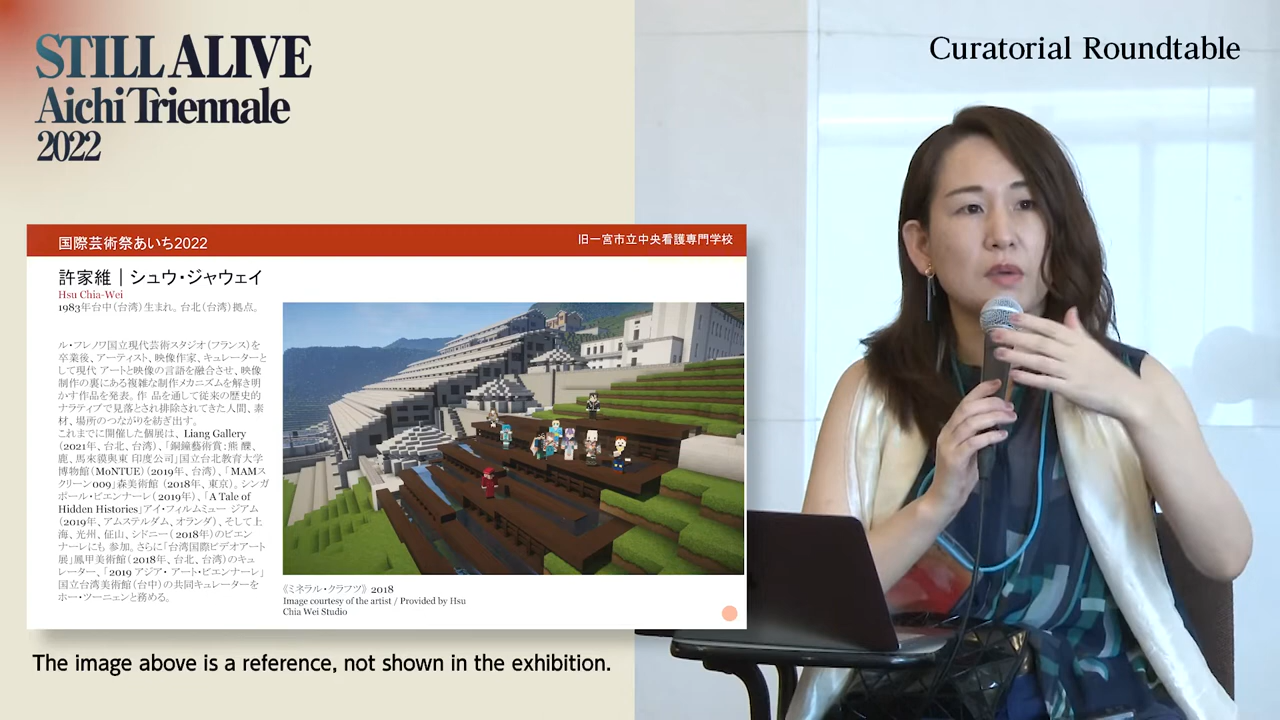 STILL ALIVE
Aichi Triennale
2022
Curatorial Roundtable
国際芸術祭あいち2022
旧一宮市立中央看護専門学校
許家維｜シュウ・ジャウェイ
Hsu Chia-Wei
1983年台中（台湾）生まれ。台北（台湾）拠点。
ル・フレノワ国立現代芸術スタジオ（フランス）を
卒業後、アーティスト、映像作家、キュレーターと
して現代 アートと映像の言語を融合させ、映像
制作の裏にある複雑な制作メカニズムを解き明
かす作品を発表。作 品を通して従来の歴史的
ナラティブで見落とされ排除されてきた人間、素
材、場所のつながりを紡ぎ出す。
これまでに開催した個展は、Liang Gallery
（2021年、台北、台湾）、「銅鐘藝術賞：熊 醜、
鹿、馬來貘與東 印度公司」国立台北教育大学
博物館（MoNTUE）（2019年、台湾）、「MAMス
クリーン009」森美術館 （2018年、東京）。シンガ
ポール・ビエンナーレ（2019年）、「A Tale of
Hidden Histories」アイ・フィルムミュー ジアム
（2019年、アムステルダム、オランダ）、そして上
海、光州、釜山、シドニー（ 2018年）のビエン
ナーレにも 参加。さらに「台湾国際ビデオアート
展」鳳甲美術館（2018年、台北、台湾）のキュ
レーター、「2019 アジア・アート・ビエンナーレ」
国立台湾美術館（台中）の共同キュレーターを
ホー・ツーニェンと務める。
《ミネラル・クラフツ》 2018
Image courtesy of the artist / Provided by Hsu
Chia Wei Studio
The image above is a reference, not shown in the exhibition.